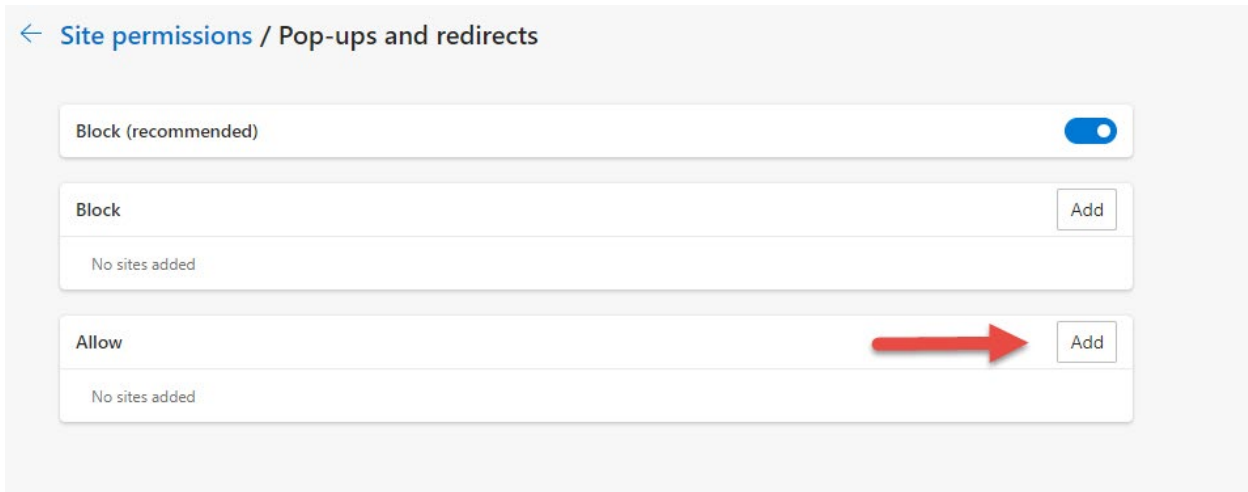 Site permissions / Pop-ups and redirects
Block (recommended)
Block
Add
No sites added
Allow
Add
No sites added